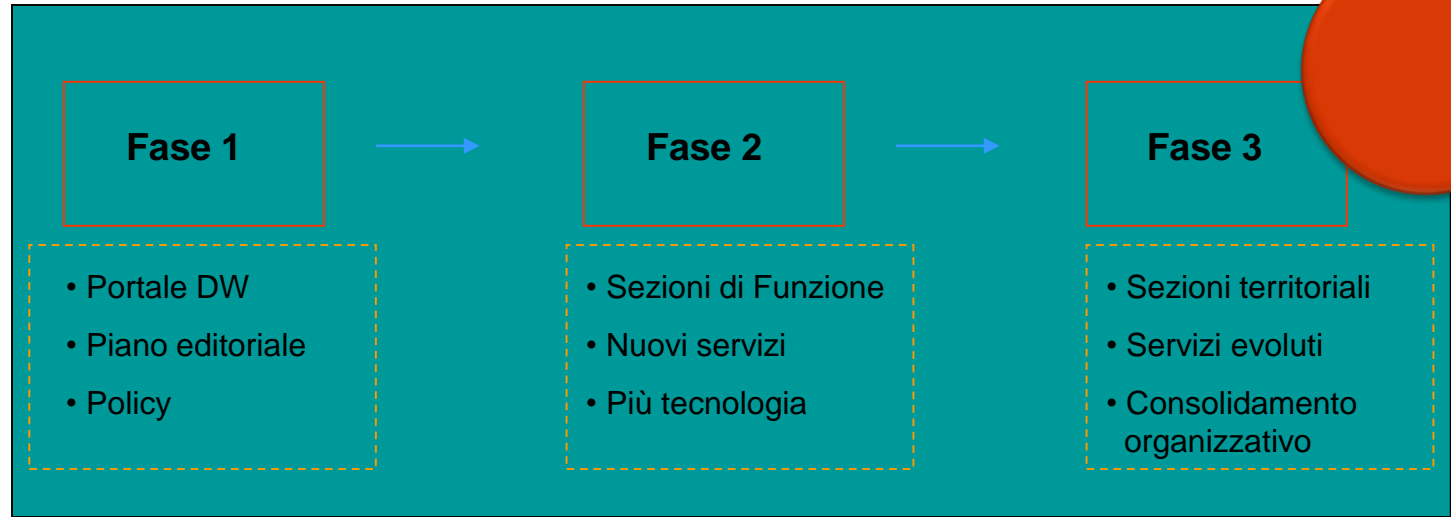 Fase 1
Fase 2
Fase 3
• Portale DW
• Piano editoriale
• Policy
• Sezioni di Funzione
• Nuovi servizi
• Più tecnologia
• Sezioni territoriali
• Servizi evoluti
• Consolidamento
organizzativo